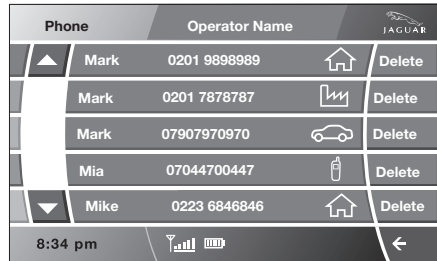 Phone Operator Name JAGUAR
Mark 0201 9898989 Delete
Mark 0201 7878787 Delete
Mark 07907970970 Delete
Mia 07044700447 Delete
Mike 0223 6846846 Delete
8:34 pm